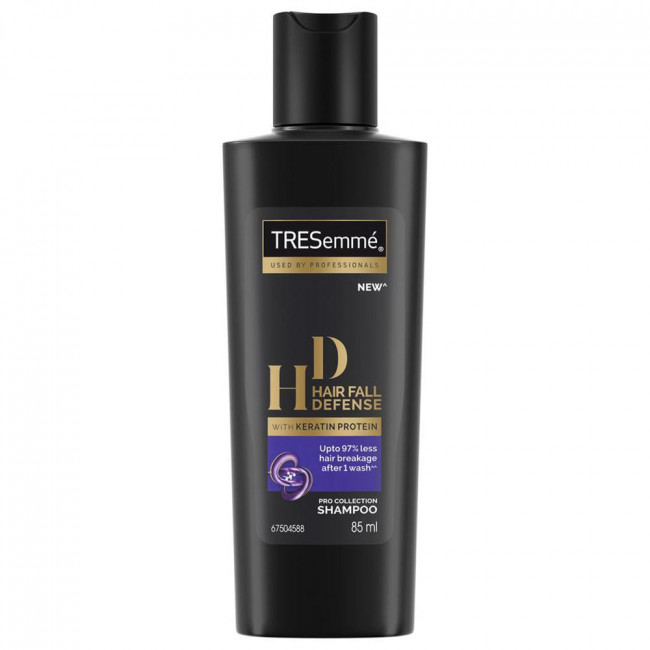 TRESemmé®
USED BY PROFESSIONALS
NEW^
HD
HAIR FALL
DEFENSE
WITH KERATIN PROTEIN
Upto 97% less
hair breakage
after 1 wash^^
PRO COLLECTION
SHAMPOO
67504588
85 ml